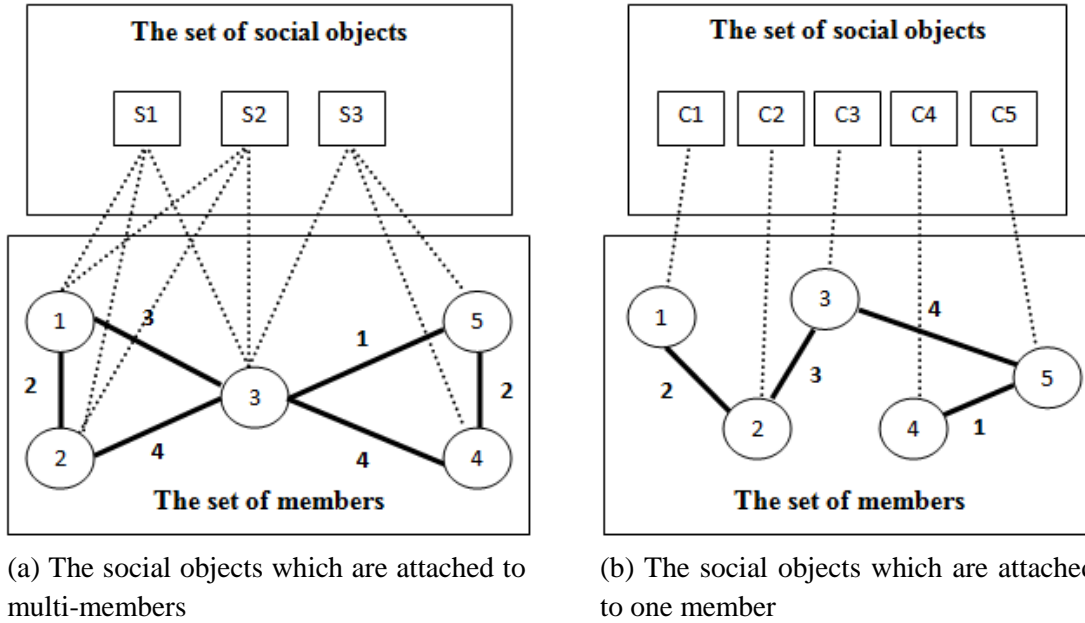 The set of social objects
S1 S2 S3
1 3 5
1
2 2
3
2 4 4 4
The set of members
(a) The social objects which are attached to
multi-members
The set of social objects
C1 C2 C3 C4 C5
3
1 4
3 5
2
2 4 1
The set of members
(b) The social objects which are attached
to one member